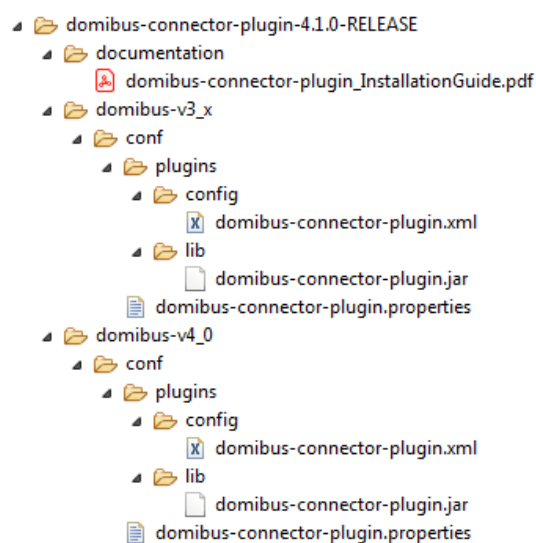 domibus-connector-plugin-4.1.0-RELEASE
documentation
domibus-connector-plugin_InstallationGuide.pdf
domibus-v3_x
conf
plugins
config
domibus-connector-plugin.xml
lib
domibus-connector-plugin.jar
domibus-connector-plugin.properties
domibus-v4_0
conf
plugins
config
domibus-connector-plugin.xml
lib
domibus-connector-plugin.jar
domibus-connector-plugin.properties